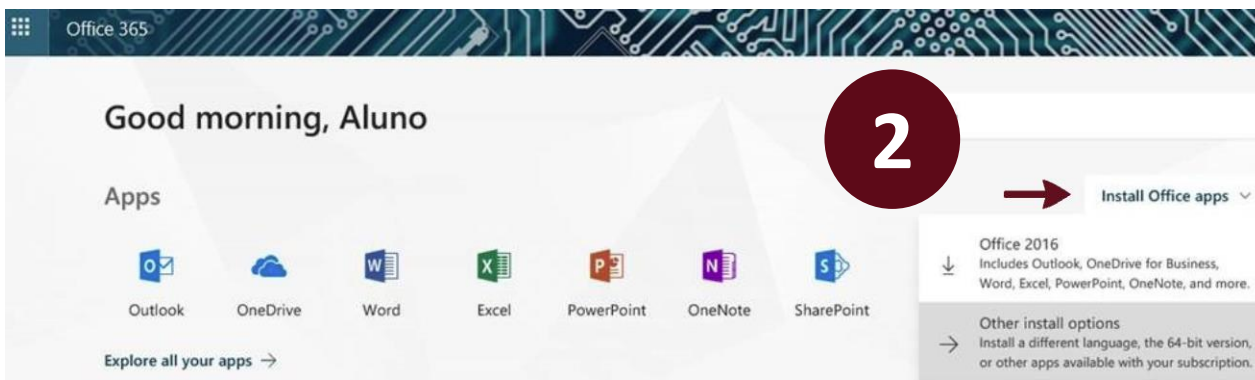 Office 365
Good morning, Aluno
2
Apps
Install Office apps
Office 2016
Includes Outlook, OneDrive for Business,
Word, Excel, PowerPoint, OneNote, and more.
Outlook
OneDrive
Word
Excel
PowerPoint
OneNote
SharePoint
Other install options
Install a different language, the 64-bit version,
or other apps available with your subscription.
Explore all your apps →